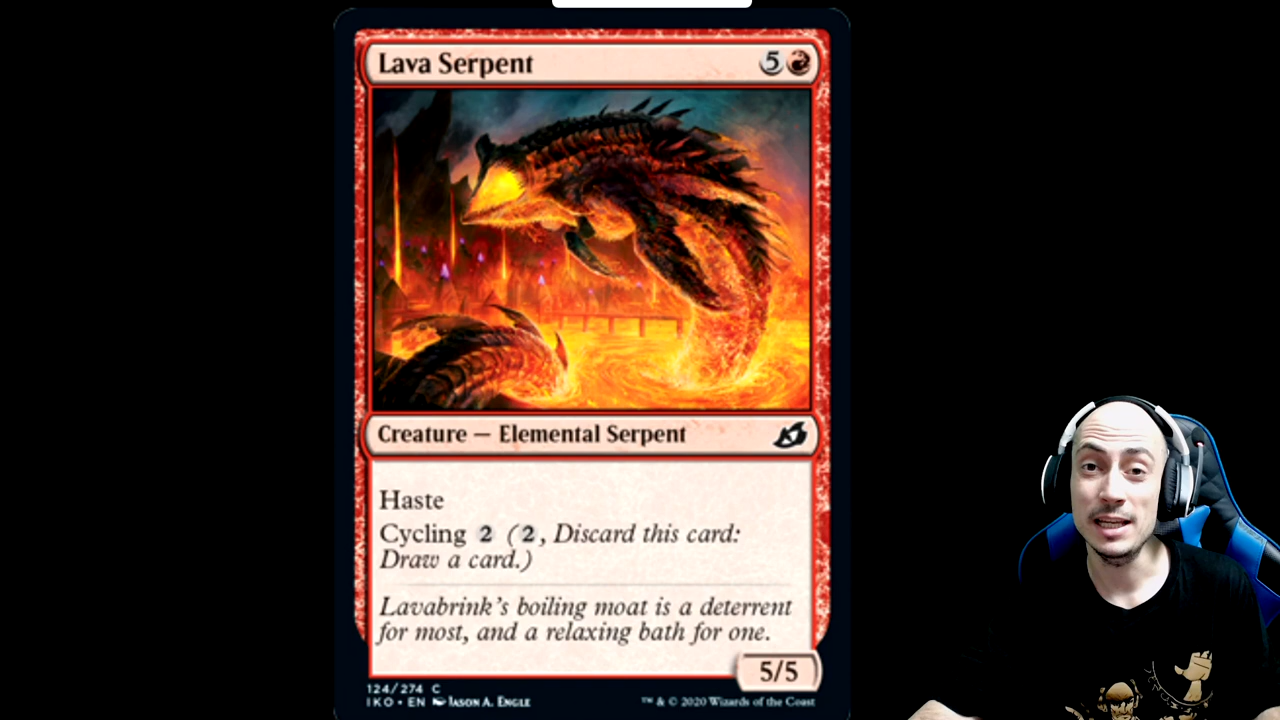 Lava Serpent 5
Creature — Elemental Serpent
Haste
Cycling 2 (2, Discard this card:
Draw a card.)
Lavabrink's boiling moat is a deterrent
for most, and a relaxing bath for one.
5/5
124/274 C
IKO • EN Jason A. Engle
™ & © 2020 Wizards of the Coast